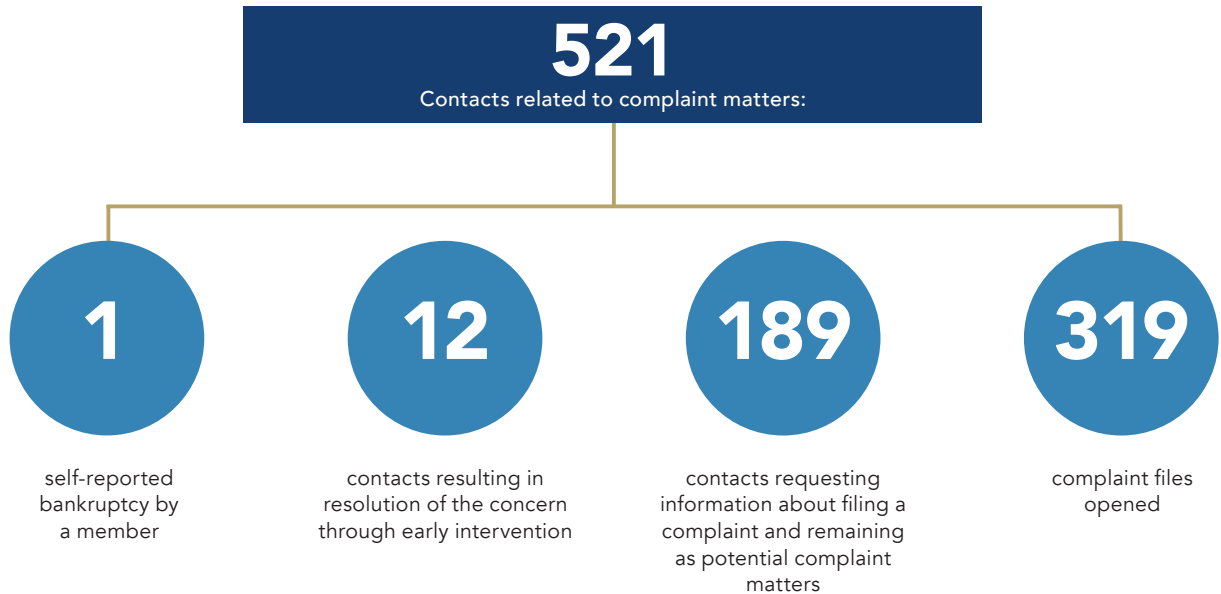 521
Contacts related to complaint matters:
1
self-reported
bankruptcy by
a member
12
contacts resulting in
resolution of the concern
through early intervention
189
contacts requesting
information about filing a
complaint and remaining
as potential complaint
matters
319
complaint files
opened